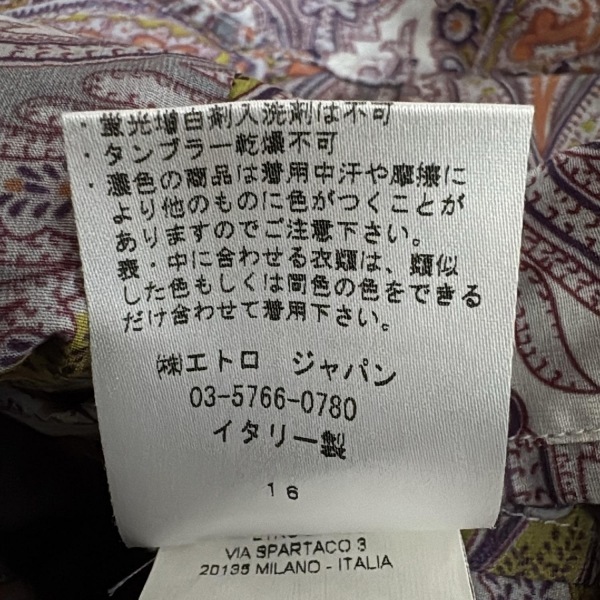 ・蛍光増白剤入洗剤は不可
・タンブラー乾燥不可
・濃色の商品は着用中汗や摩擦に
より他のものに色がつくことが
ありますのでご注意下さい。
表・中に合わせる衣類は、類似
した色もしくは同色の色をできる
だけ合わせて着用下さい。
㈱エトロ ジャパン
03-5766-0780
イタリー製
16
VIA SPARTACO 3
20135 MILANO - ITALIA